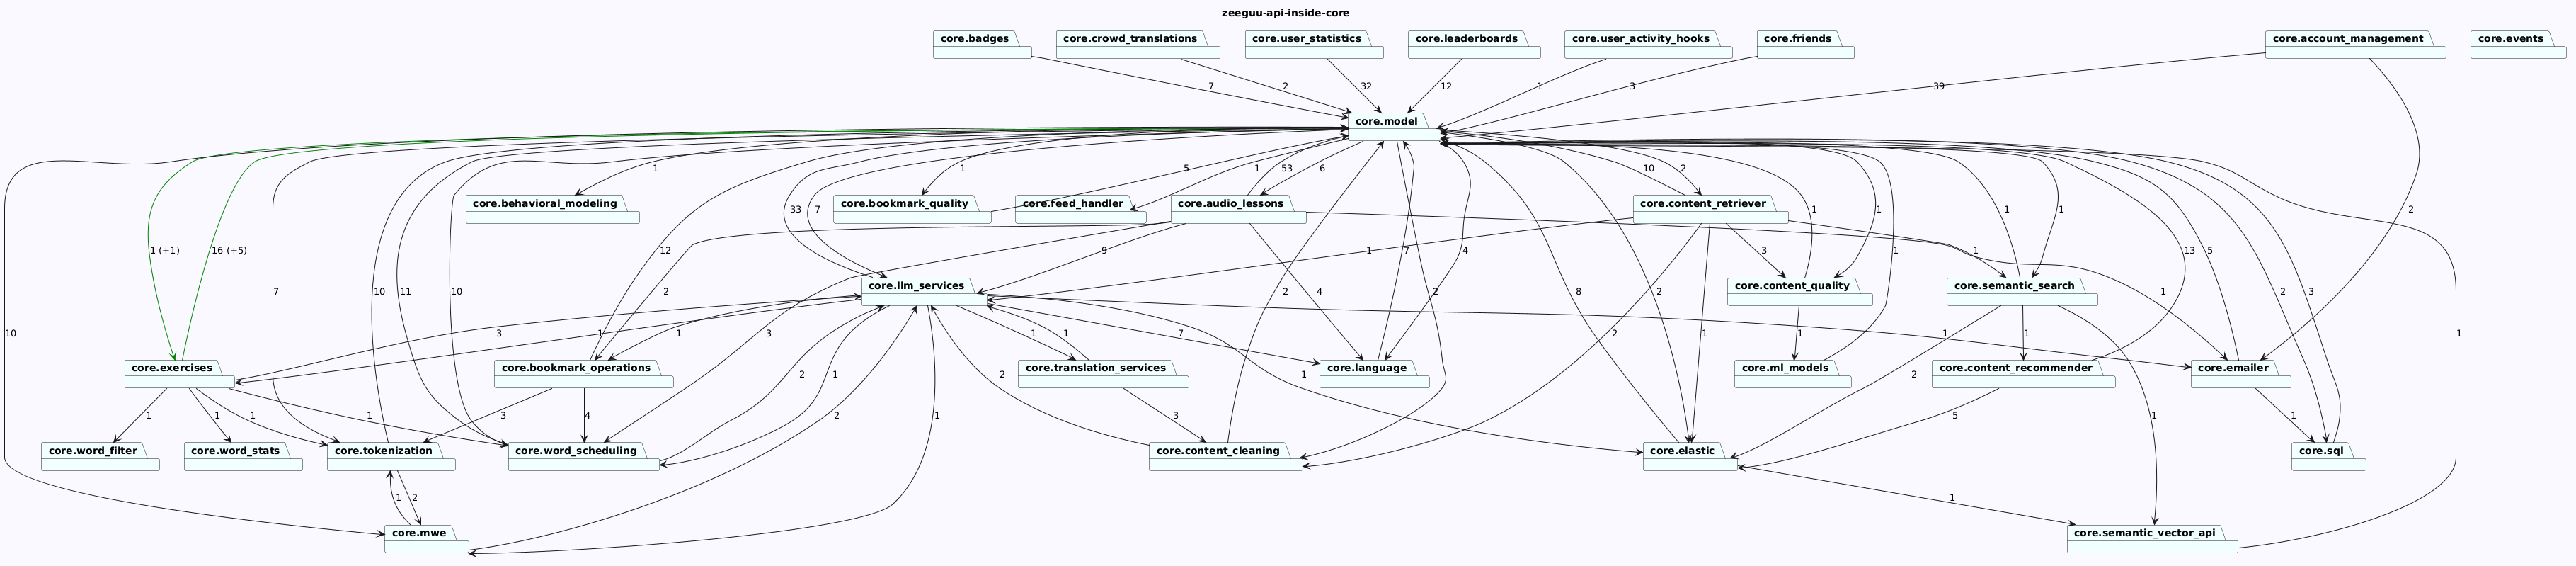 zeeguu-api-inside-core
core.badges
core.crowd_translations
core.user_statistics
core.leaderboards
core.user_activity_hooks
core.friends
core.account_management
core.events
7
2
32
12
1
3
39
core.model
1
1
5
1
53
6
10
2
core.behavioral_modeling
core.bookmark_quality
core.feed_handler
core.audio_lessons
core.content_retriever
33
7
1
1
1
1
2
1 (+1)
16 (+5)
12
9
7
4
1
3
1
13
5
core.llm_services
core.content_quality
core.semantic_search
7
10
11
10
2
4
2
2
8
2
1
2
3
10
3
1
3
1
1
1
7
1
1
1
1
core.exercises
core.bookmark_operations
core.translation_services
core.language
core.ml_models
core.content_recommender
core.emailer
2
1
1
1
1
1
1
3
4
2
1
2
3
5
1
1
core.word_filter
core.word_stats
core.tokenization
core.word_scheduling
core.content_cleaning
core.elastic
core.sql
1
2
1
core.mwe
core.semantic_vector_api